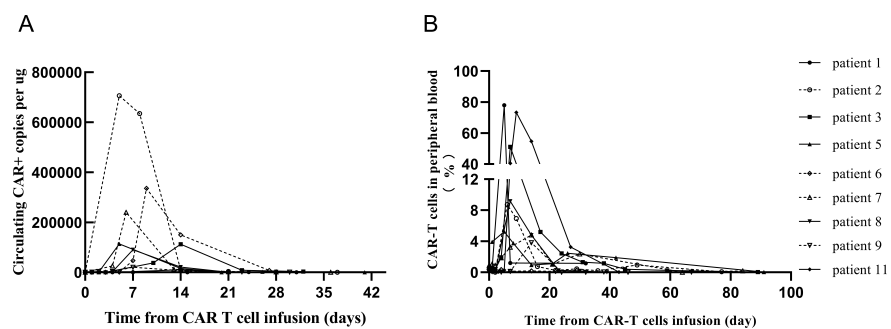 A
B
Circulating CAR+ copies per ug
800000
600000
400000
200000
0
0 7 14 21 28 35 42
Time from CAR T cell infusion (days)
CAR-T cells in peripheral blood
( % )
100
80
60
40
12
8
4
0
0 20 40 60 80 100
Time from CAR-T cells infusion (day)
patient 1
patient 2
patient 3
patient 5
patient 6
patient 7
patient 8
patient 9
patient 11